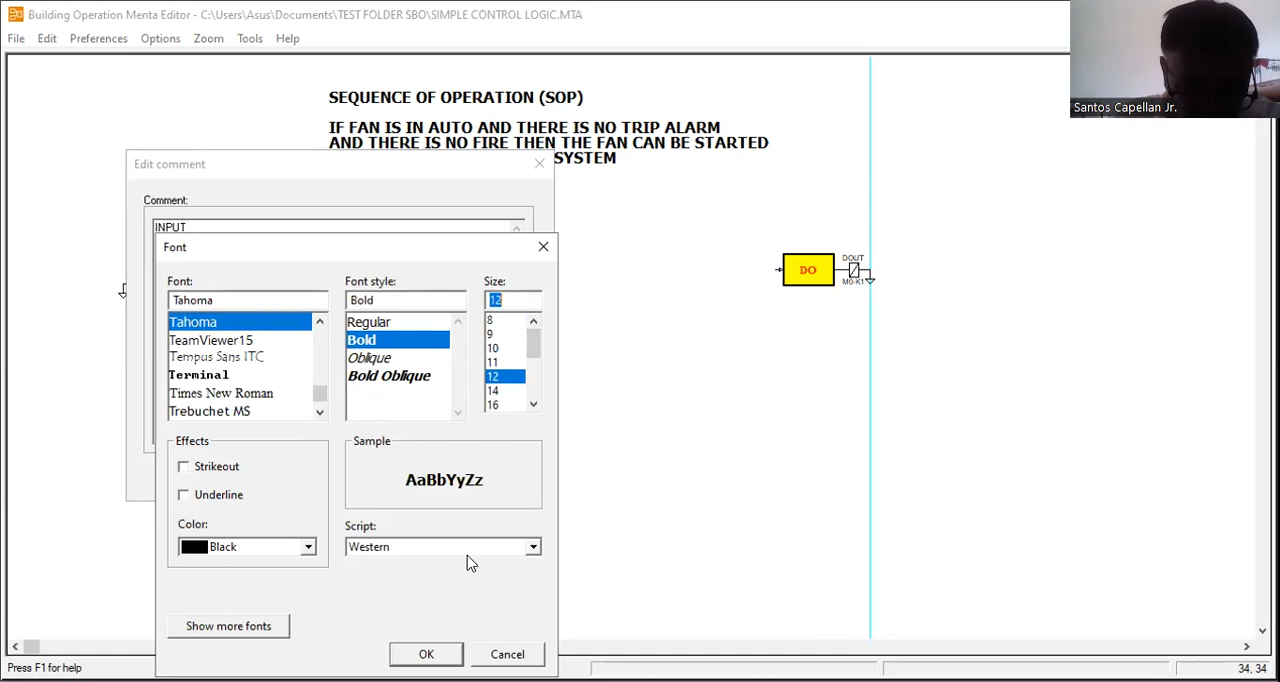 Building Operation Menta Editor - C:\Users\Asus\Documents\TEST FOLDER SBO\SIMPLE CONTROL LOGIC.MTA
File Edit Preferences Options Zoom Tools Help
Santos Capellan Jr.
SEQUENCE OF OPERATION (SOP)
IF FAN IS IN AUTO AND THERE IS NO TRIP ALARM
AND THERE IS NO FIRE THEN THE FAN CAN BE STARTED
SYSTEM
Edit comment
Comment:
INPUT
Font
Font: Font style: Size:
Tahoma Bold 12
Tahoma Regular 8
TeamViewer15 Bold 9
Tempus Sans ITC Oblique 10
Terminal Bold Oblique 11
Times New Roman 12
Trebuchet MS 14
16
Effects Sample
Strikeout
AaBbYyZz
Underline
Color: Script:
Black Western
Show more fonts
OK Cancel
DO DOUT
M0-K1
Press F1 for help
34, 34